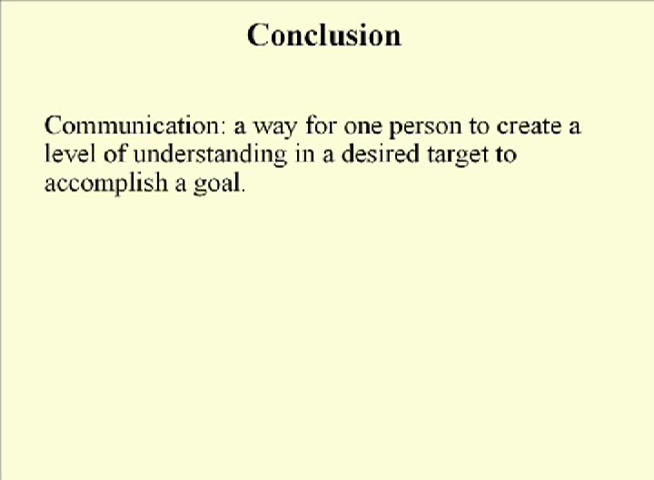 Conclusion
Communication: a way for one person to create a
level of understanding in a desired target to
accomplish a goal.